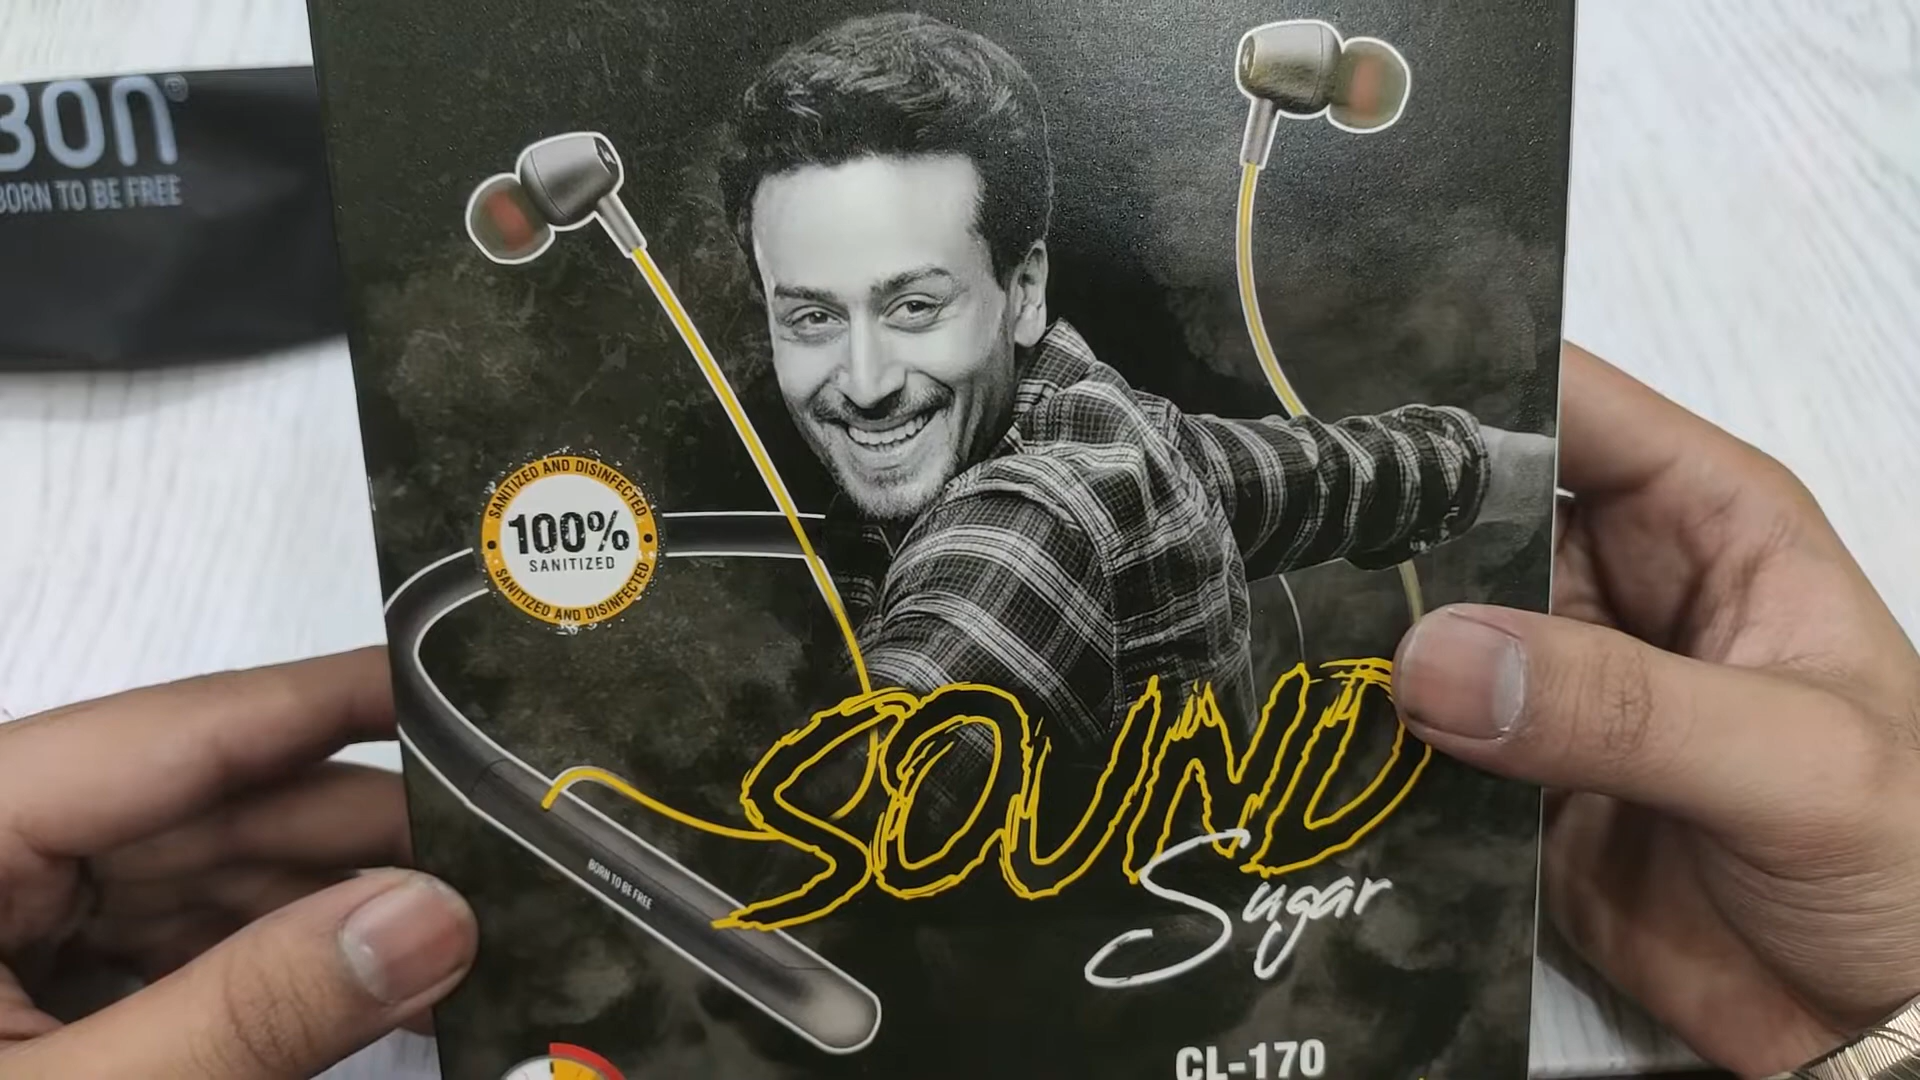 3on®
BORN TO BE FREE
SANITIZED AND DISINFECTED
100%
SANITIZED
SANITIZED AND DISINFECTED
BORN TO BE FREE
SOUND
Sugar
CL-170